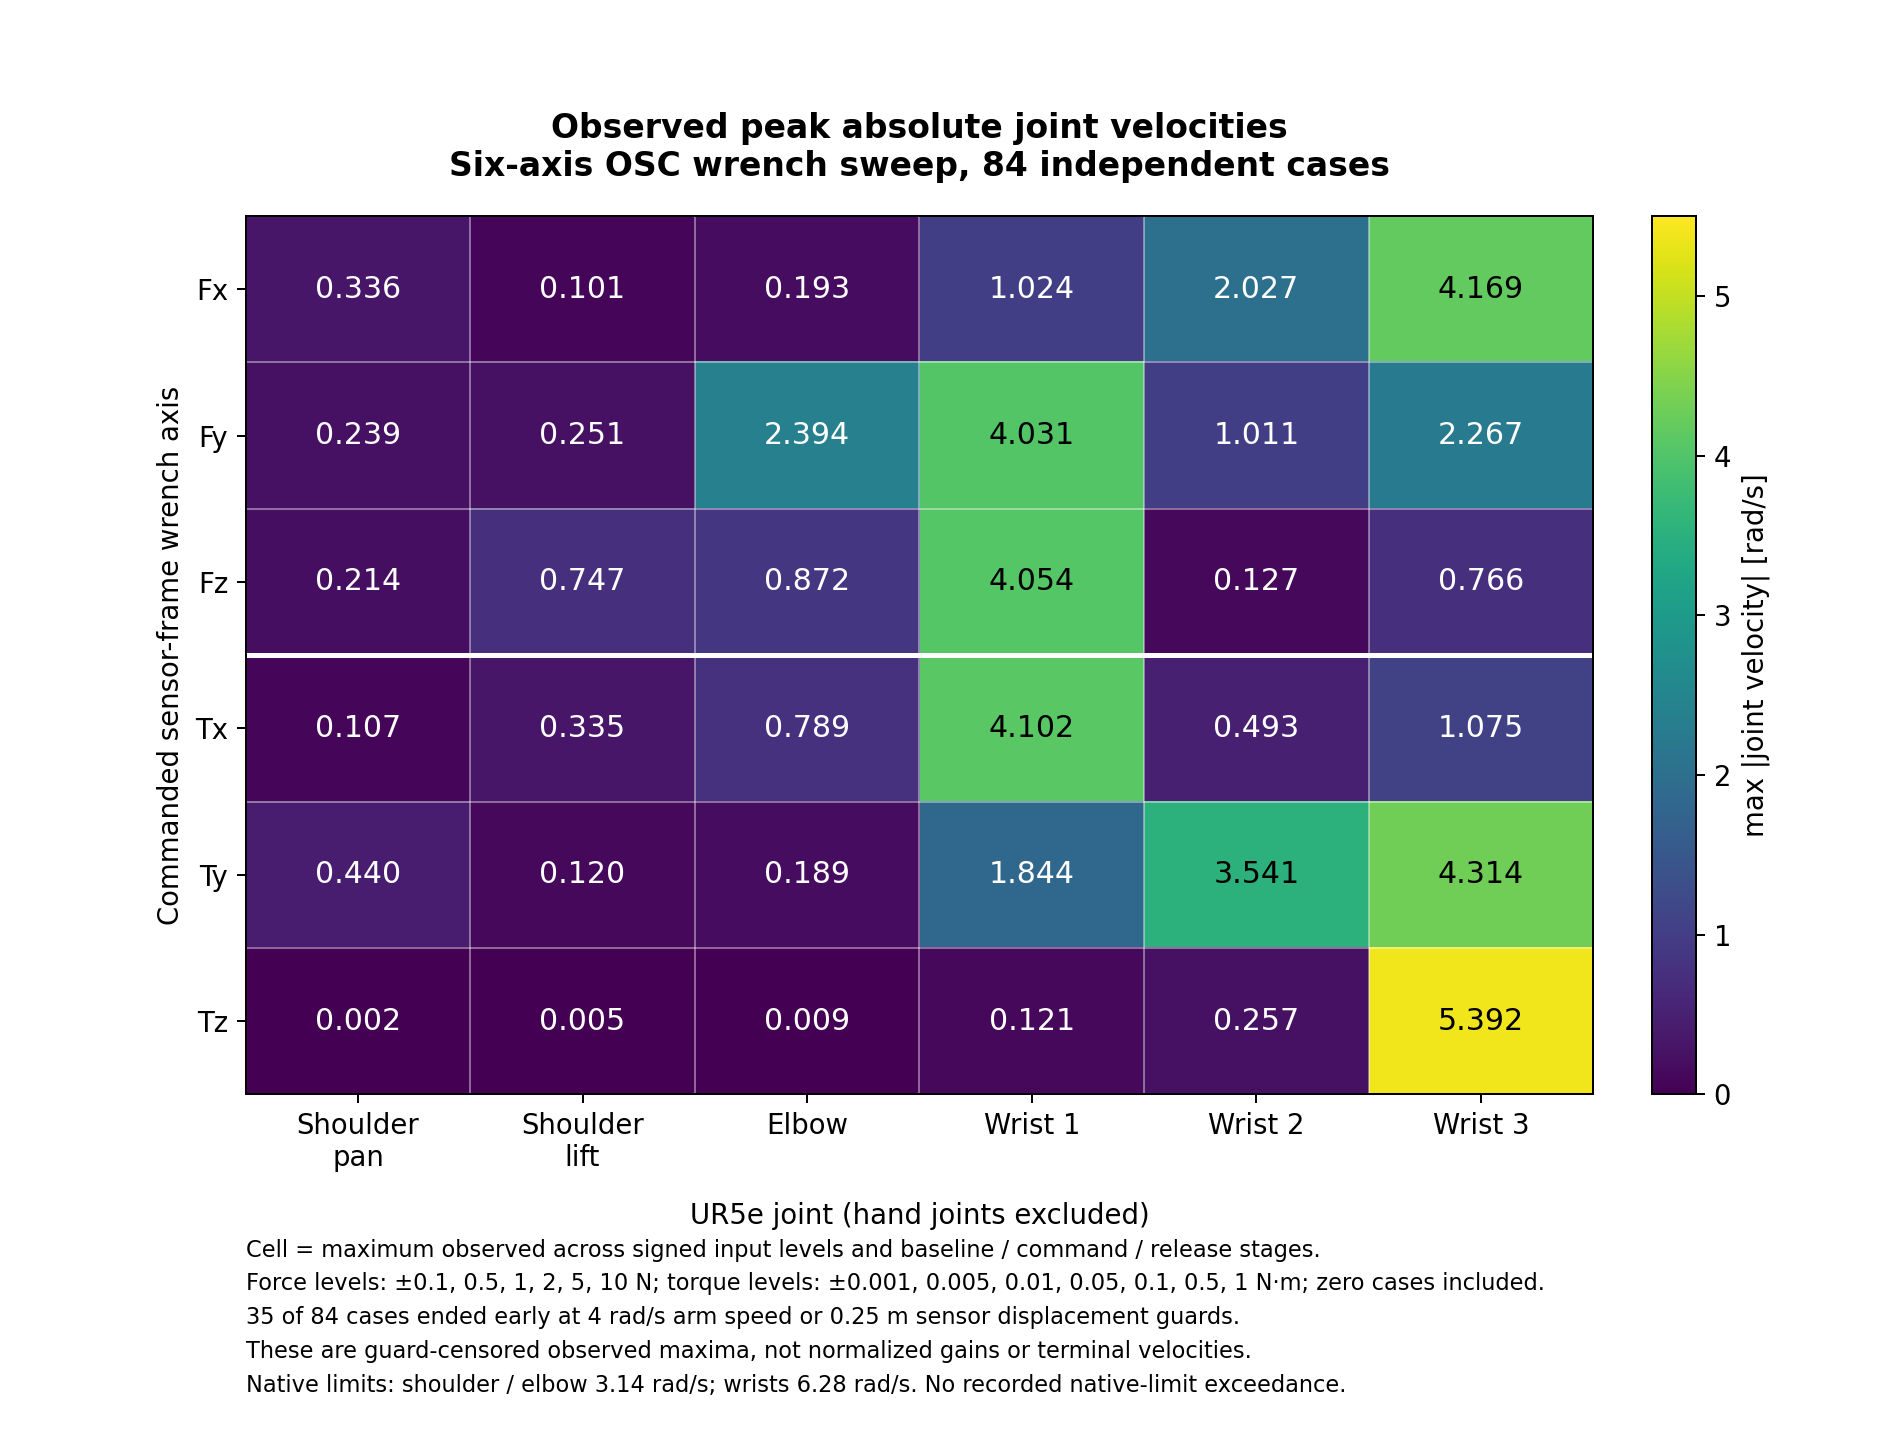 Observed peak absolute joint velocities
Six-axis OSC wrench sweep, 84 independent cases
Commanded sensor-frame wrench axis
Fx 0.336 0.101 0.193 1.024 2.027 4.169
Fy 0.239 0.251 2.394 4.031 1.011 2.267
Fz 0.214 0.747 0.872 4.054 0.127 0.766
Tx 0.107 0.335 0.789 4.102 0.493 1.075
Ty 0.440 0.120 0.189 1.844 3.541 4.314
Tz 0.002 0.005 0.009 0.121 0.257 5.392
Shoulder pan Shoulder lift Elbow Wrist 1 Wrist 2 Wrist 3
UR5e joint (hand joints excluded)
5
4
3
2
1
0
max |joint velocity| [rad/s]
Cell = maximum observed across signed input levels and baseline / command / release stages.
Force levels: ±0.1, 0.5, 1, 2, 5, 10 N; torque levels: ±0.001, 0.005, 0.01, 0.05, 0.1, 0.5, 1 N·m; zero cases included.
35 of 84 cases ended early at 4 rad/s arm speed or 0.25 m sensor displacement guards.
These are guard-censored observed maxima, not normalized gains or terminal velocities.
Native limits: shoulder / elbow 3.14 rad/s; wrists 6.28 rad/s. No recorded native-limit exceedance.